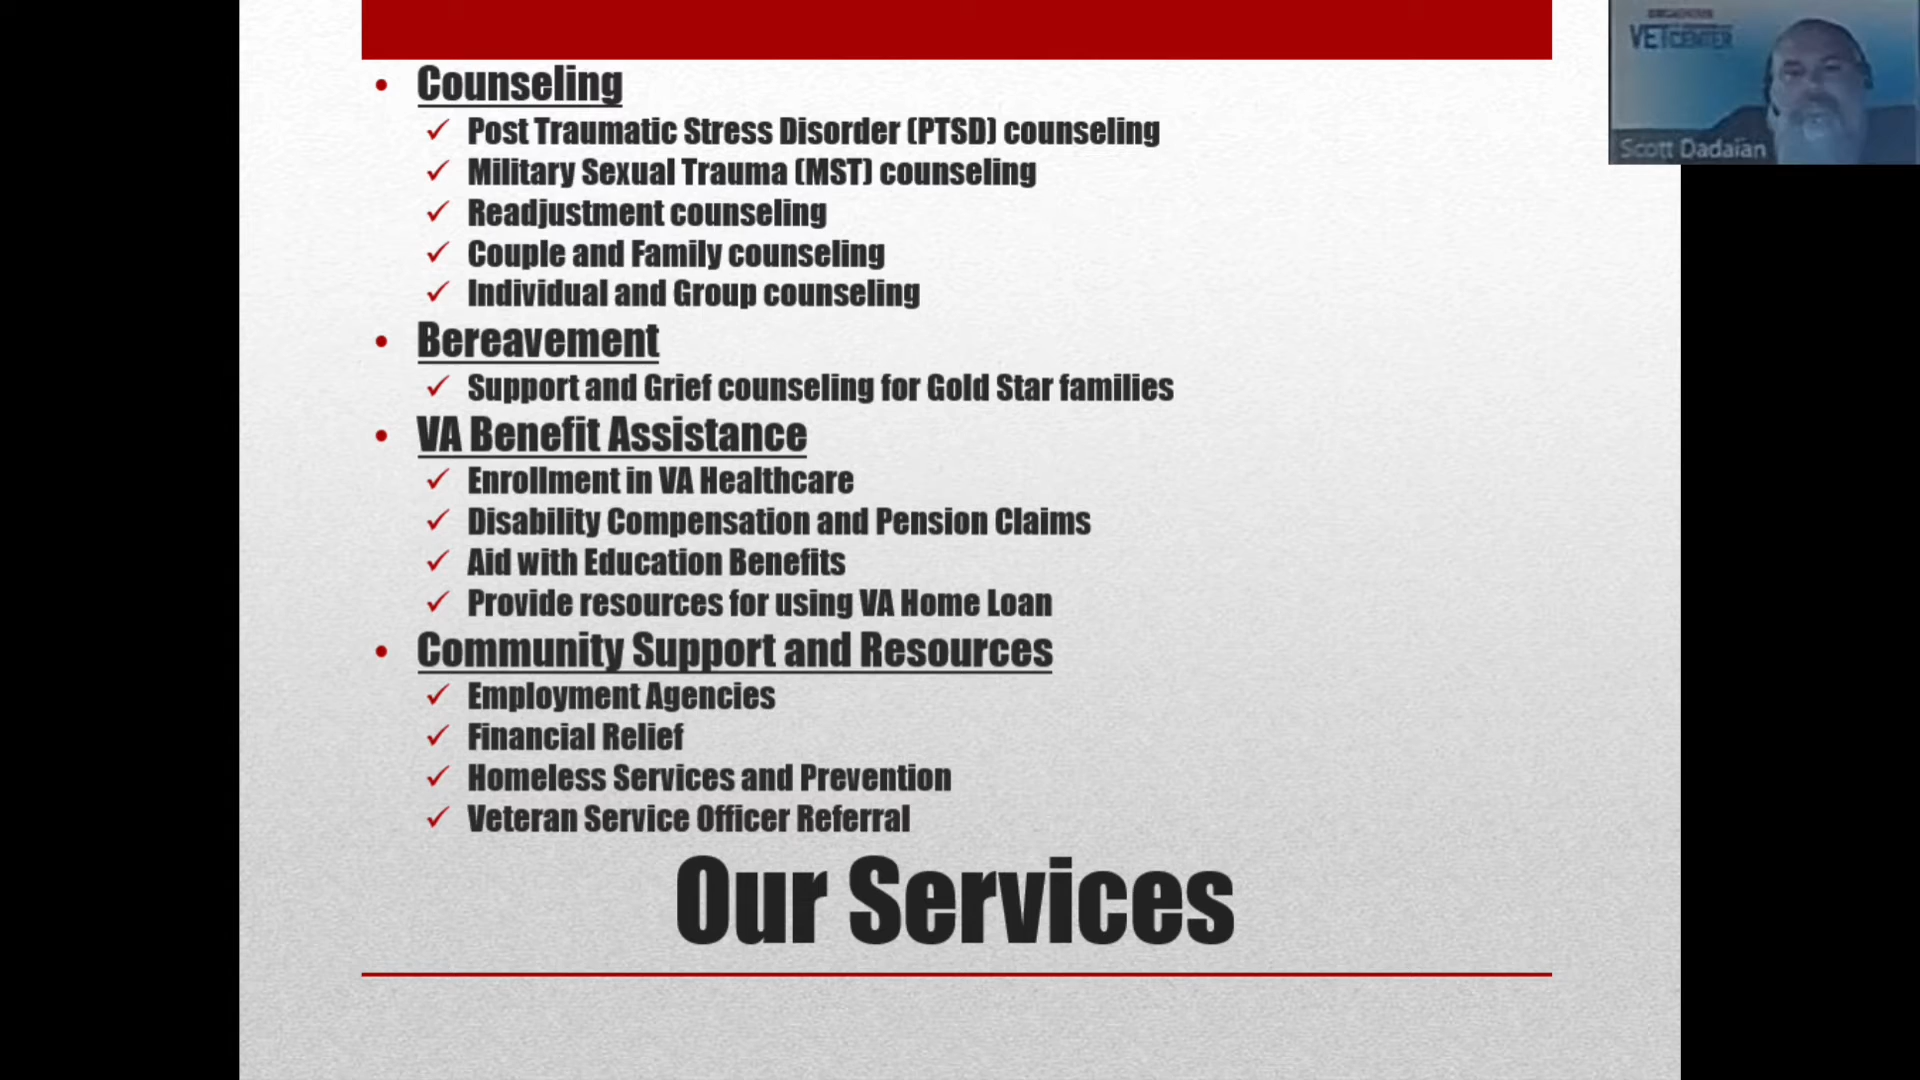 Counseling
Post Traumatic Stress Disorder (PTSD) counseling
Military Sexual Trauma (MST) counseling
Readjustment counseling
Couple and Family counseling
Individual and Group counseling
Bereavement
Support and Grief counseling for Gold Star families
VA Benefit Assistance
Enrollment in VA Healthcare
Disability Compensation and Pension Claims
Aid with Education Benefits
Provide resources for using VA Home Loan
Community Support and Resources
Employment Agencies
Financial Relief
Homeless Services and Prevention
Veteran Service Officer Referral
Our Services
VET CENTER
Scott Dadaian